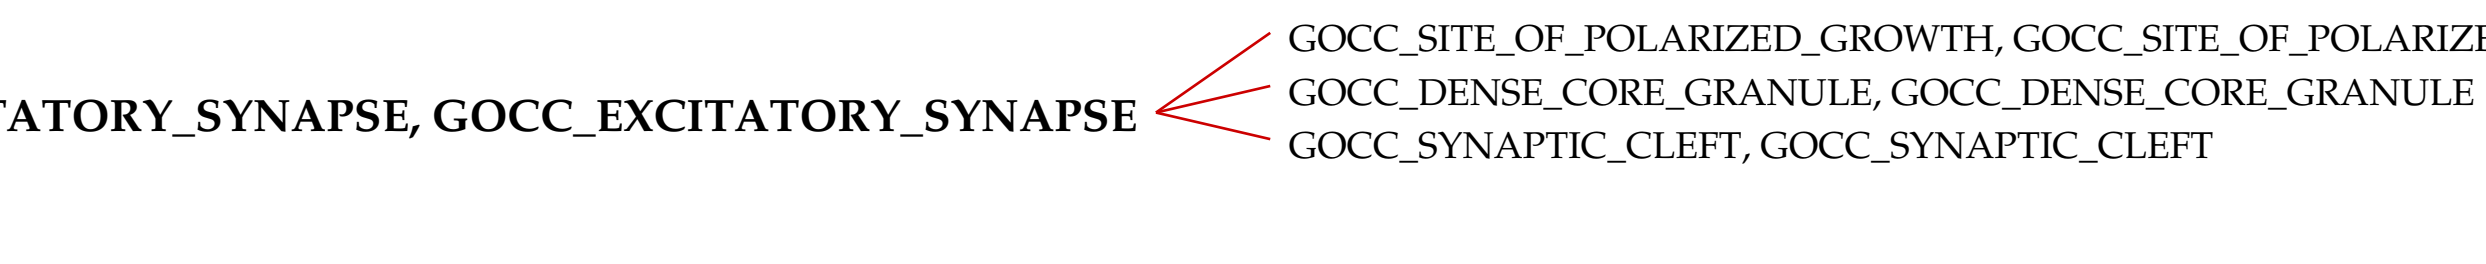 GOCC_SITE_OF_POLARIZED_GROWTH, GOCC_SITE_OF_POLARIZE
GOCC_DENSE_CORE_GRANULE, GOCC_DENSE_CORE_GRANULE
TATORY_SYNAPSE, GOCC_EXCITATORY_SYNAPSE
GOCC_SYNAPTIC_CLEFT, GOCC_SYNAPTIC_CLEFT